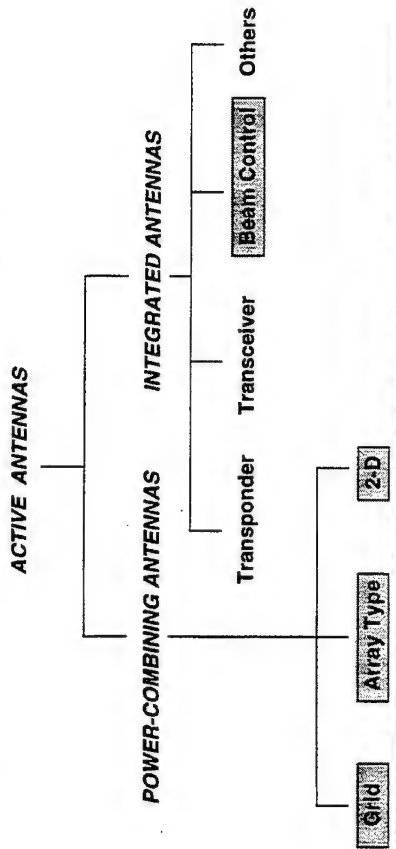 ACTIVE ANTENNAS
POWER-COMBINING ANTENNAS
INTEGRATED ANTENNAS
Transponder
Transceiver
Beam Control
Others
Grid
Array Type
2-D